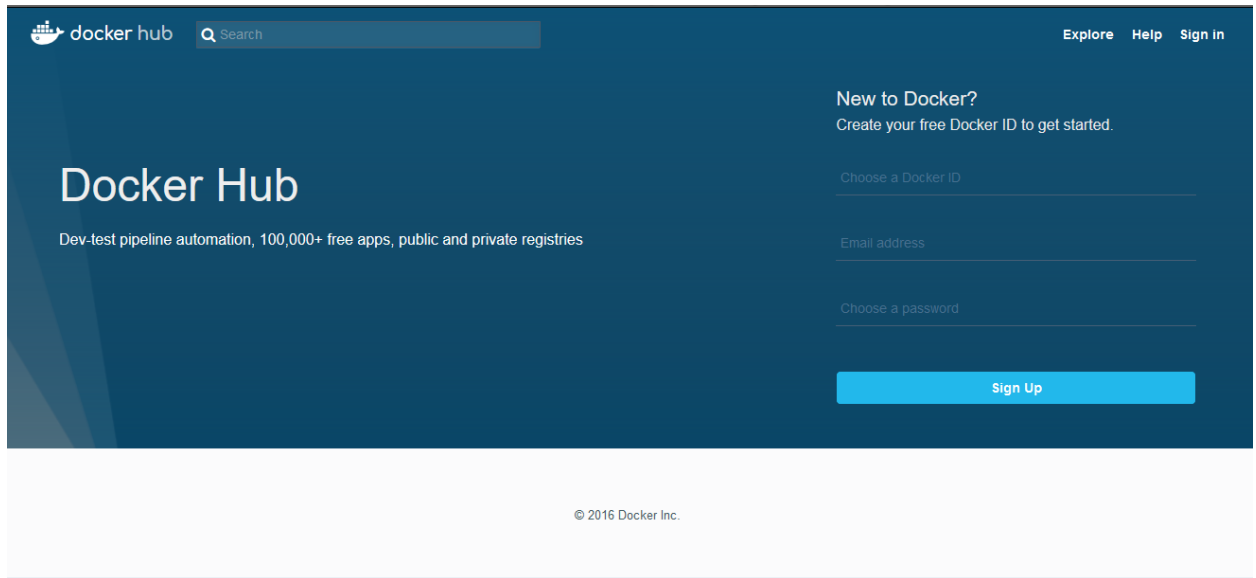 docker hub
Search
Explore Help Sign in
New to Docker?
Create your free Docker ID to get started.
Choose a Docker ID
Docker Hub
Dev-test pipeline automation, 100,000+ free apps, public and private registries
Email address
Choose a password
Sign Up
© 2016 Docker Inc.